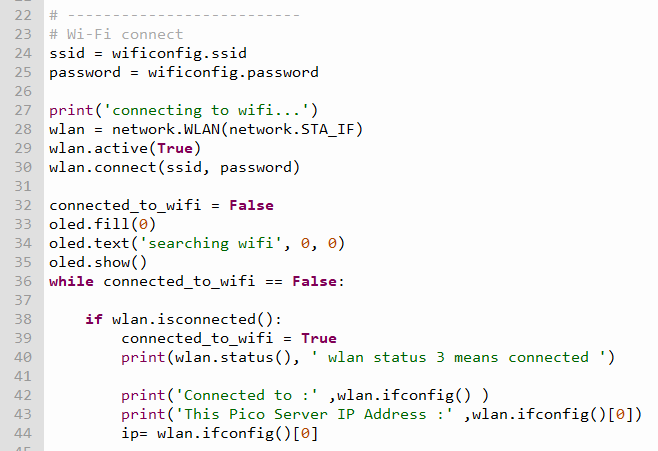 22 # --------------------------
23 # Wi-Fi connect
24 ssid = wificonfig.ssid
25 password = wificonfig.password
26
27 print('connecting to wifi...')
28 wlan = network.WLAN(network.STA_IF)
29 wlan.active(True)
30 wlan.connect(ssid, password)
31
32 connected_to_wifi = False
33 oled.fill(0)
34 oled.text('searching wifi', 0, 0)
35 oled.show()
36 while connected_to_wifi == False:
37
38     if wlan.isconnected():
39         connected_to_wifi = True
40         print(wlan.status(), ' wlan status 3 means connected ')
41
42         print('Connected to :' ,wlan.ifconfig() )
43         print('This Pico Server IP Address :' ,wlan.ifconfig()[0])
44         ip= wlan.ifconfig()[0]